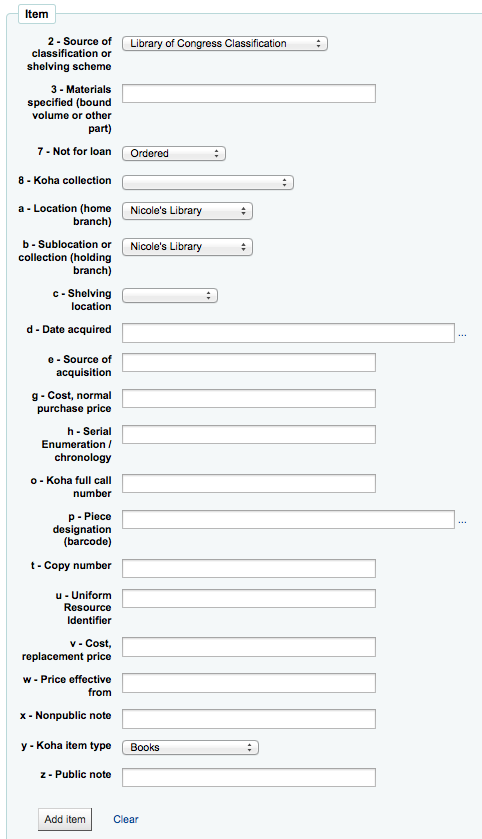 Item
2 - Source of
classification or
shelving scheme
Library of Congress Classification
3 - Materials
specified (bound
volume or other
part)
7 - Not for loan
Ordered
8 - Koha collection
a - Location (home
branch)
Nicole's Library
b - Sublocation or
collection (holding
branch)
Nicole's Library
c - Shelving
location
d - Date acquired
...
e - Source of
acquisition
g - Cost, normal
purchase price
h - Serial
Enumeration /
chronology
o - Koha full call
number
p - Piece
designation
(barcode)
...
t - Copy number
u - Uniform
Resource
Identifier
v - Cost,
replacement price
w - Price effective
from
x - Nonpublic note
y - Koha item type
Books
z - Public note
Add item
Clear